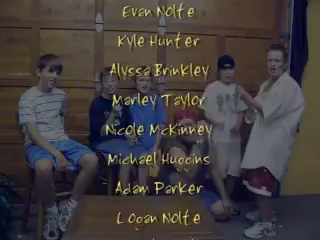 Evan Nolte
Kyle Hunter
Alyssa Brinkley
Marley Taylor
Nicole McKinney
Michael Huggins
Adam Parker
Logan Nolte